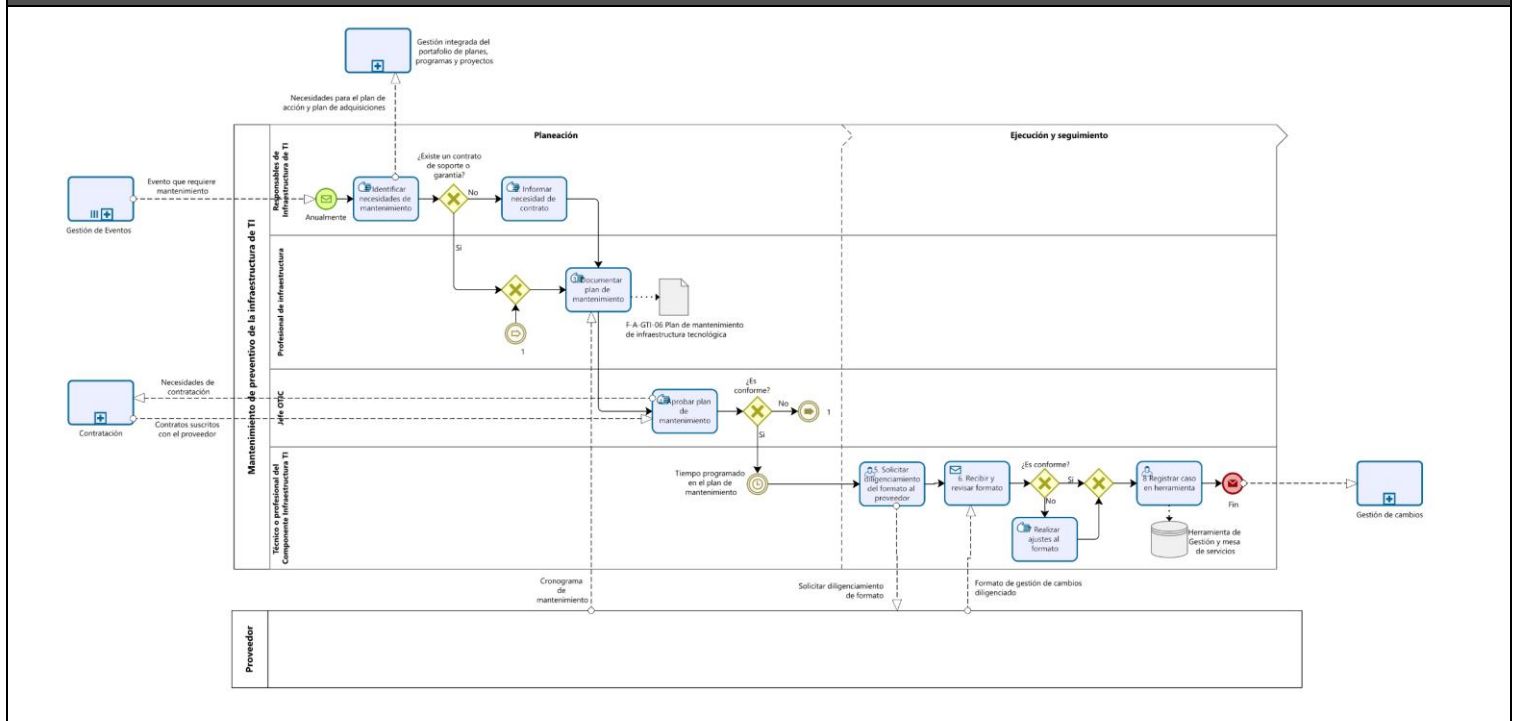 Gestión integrada del
portafolio de planes,
programas y proyectos
Necesidades para el plan de
acción y plan de adquisiciones
Planeación
Ejecución y seguimiento
Mantenimiento de preventivo de la infraestructura de TI
Responsables de
Infraestructura de TI
Evento que requiere
mantenimiento
Gestión de Eventos
Anualmente
Identificar
necesidades de
mantenimiento
¿Existe un contrato
de soporte o
garantía?
No
Informar
necesidad de
contrato
Si
Profesional de infraestructura
1
Documentar
plan de
mantenimiento
F-A-GTI-06 Plan de mantenimiento
de infraestructura tecnológica
Jefe OTIC
Necesidades de
contratación
Contratos suscritos
con el proveedor
Contratación
Aprobar plan
de
mantenimiento
¿Es
conforme?
No
1
Si
Técnico o profesional del
Componente Infraestructura TI
Tiempo programado
en el plan de
mantenimiento
5. Solicitar
diligenciamiento
del formato al
proveedor
6. Recibir y
revisar formato
¿Es conforme?
Si
No
Realizar
ajustes al
formato
8 Registrar caso
en herramienta
Herramienta de
Gestión y mesa
de servicios
Fin
Gestión de cambios
Cronograma
de
mantenimiento
Solicitar diligenciamiento
de formato
Formato de gestión de cambios
diligenciado
Proveedor